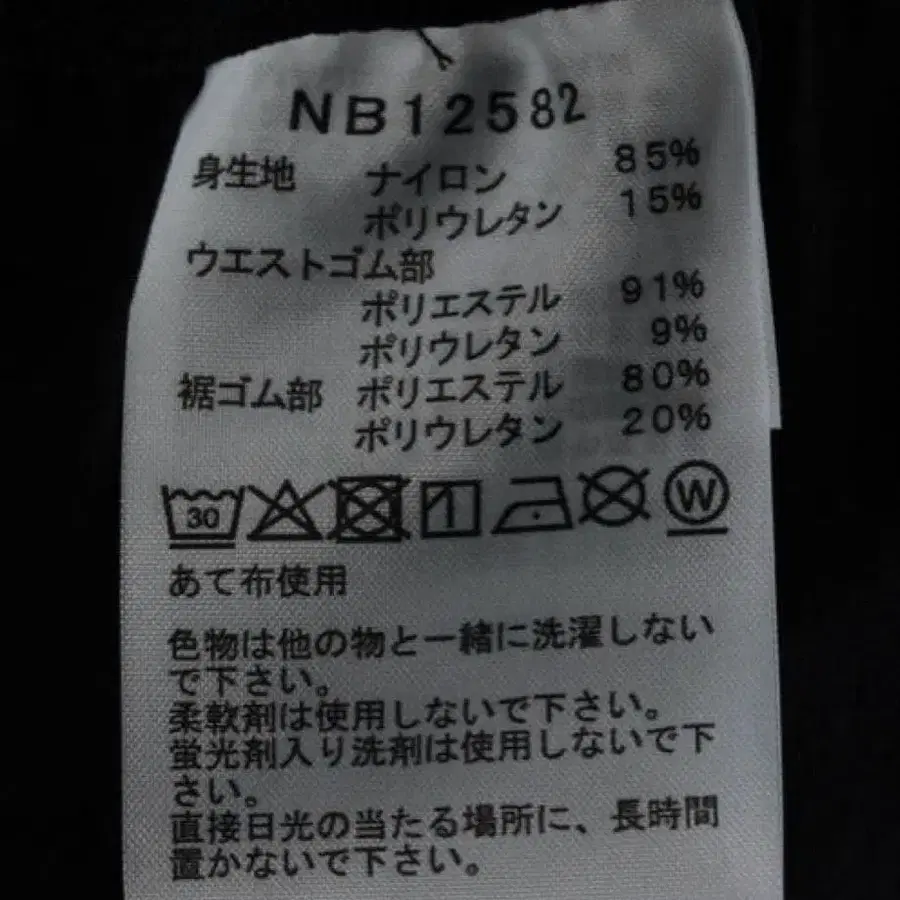 NB12582
身生地 ナイロン 85%
ポリウレタン 15%
ウエストゴム部
ポリエステル 91%
ポリウレタン 9%
裾ゴム部 ポリエステル 80%
ポリウレタン 20%
30 W
あて布使用
色物は他の物と一緒に洗濯しない
で下さい。
柔軟剤は使用しないで下さい。
蛍光剤入り洗剤は使用しないで下
さい。
直接日光の当たる場所に、長時間
置かないで下さい。